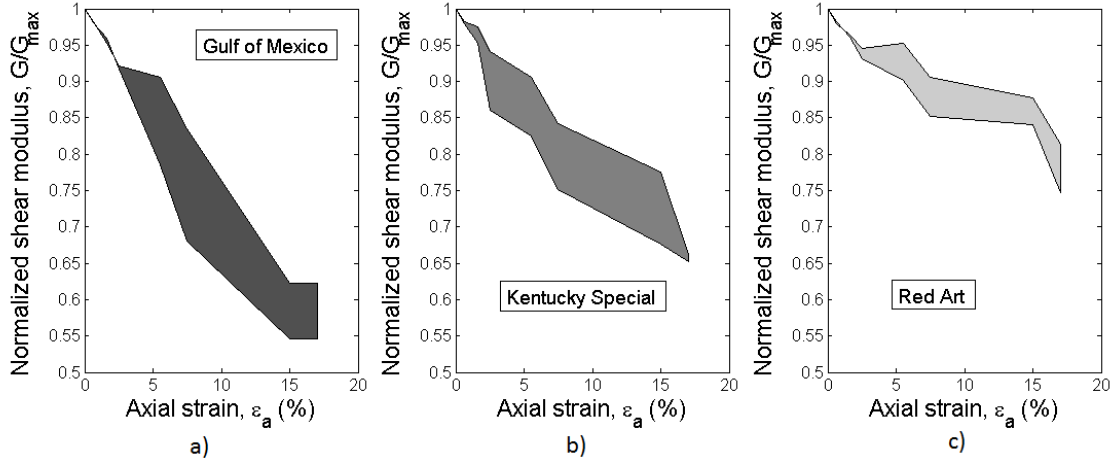 Normalized shear modulus, G/Gmax
1
0.95
0.9
0.85
0.8
0.75
0.7
0.65
0.6
0.55
0.5
Gulf of Mexico
0 5 10 15 20
Axial strain, εa (%)
a)
Normalized shear modulus, G/Gmax
1
0.95
0.9
0.85
0.8
0.75
0.7
0.65
0.6
0.55
0.5
Kentucky Special
0 5 10 15 20
Axial strain, εa (%)
b)
Normalized shear modulus, G/Gmax
1
0.95
0.9
0.85
0.8
0.75
0.7
0.65
0.6
0.55
0.5
Red Art
0 5 10 15 20
Axial strain, εa (%)
c)